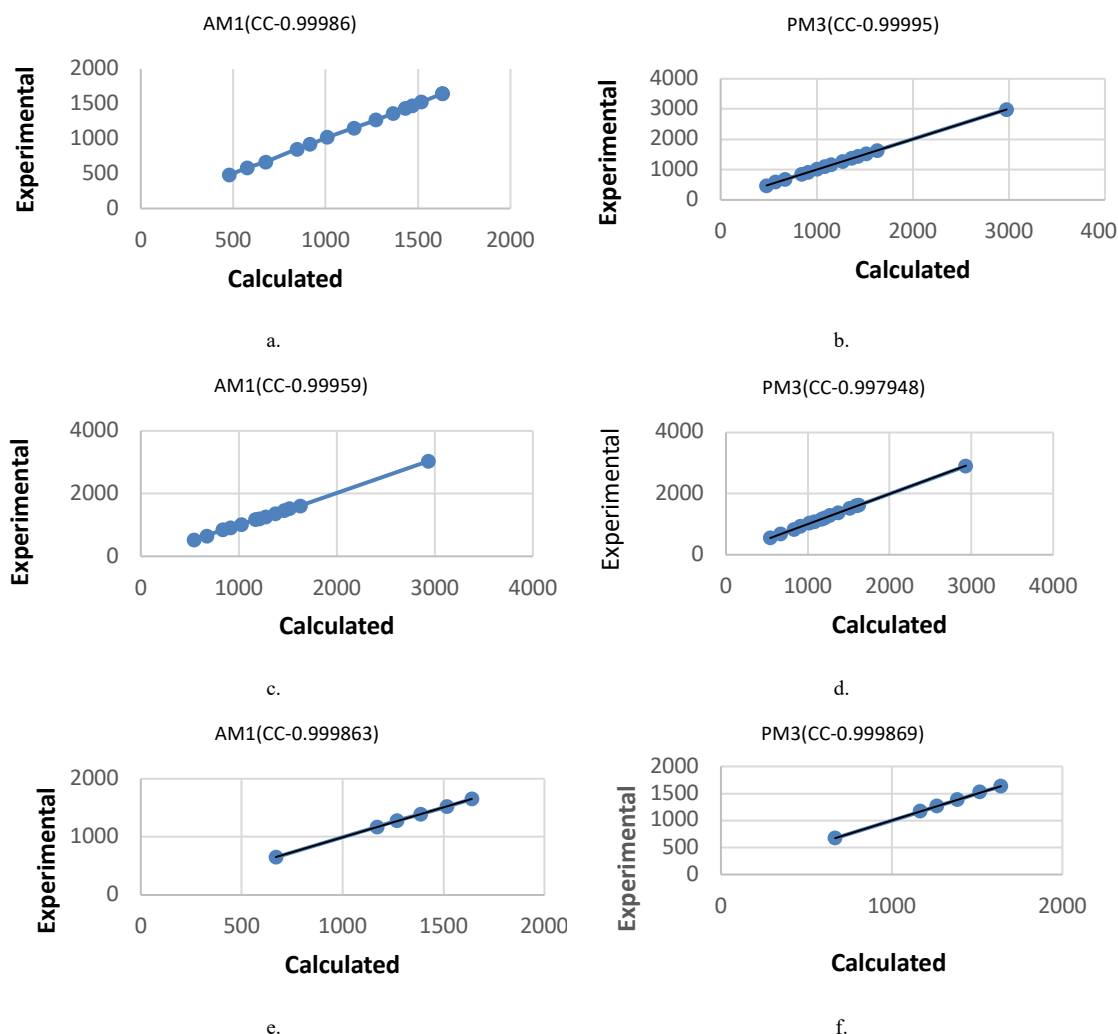 AM1(CC-0.99986)
Experimental
2000
1500
1000
500
0
0 500 1000 1500 2000
Calculated
a.
PM3(CC-0.99995)
Experimental
4000
3000
2000
1000
0
0 1000 2000 3000 400
Calculated
b.
AM1(CC-0.99959)
Experimental
4000
2000
0
0 1000 2000 3000 4000
Calculated
c.
PM3(CC-0.997948)
Experimental
4000
2000
0
0 1000 2000 3000 4000
Calculated
d.
AM1(CC-0.999863)
Experimental
2000
1000
0
0 500 1000 1500 2000
Calculated
e.
PM3(CC-0.999869)
Experimental
2000
1500
1000
500
0
0 1000 2000
Calculated
f.